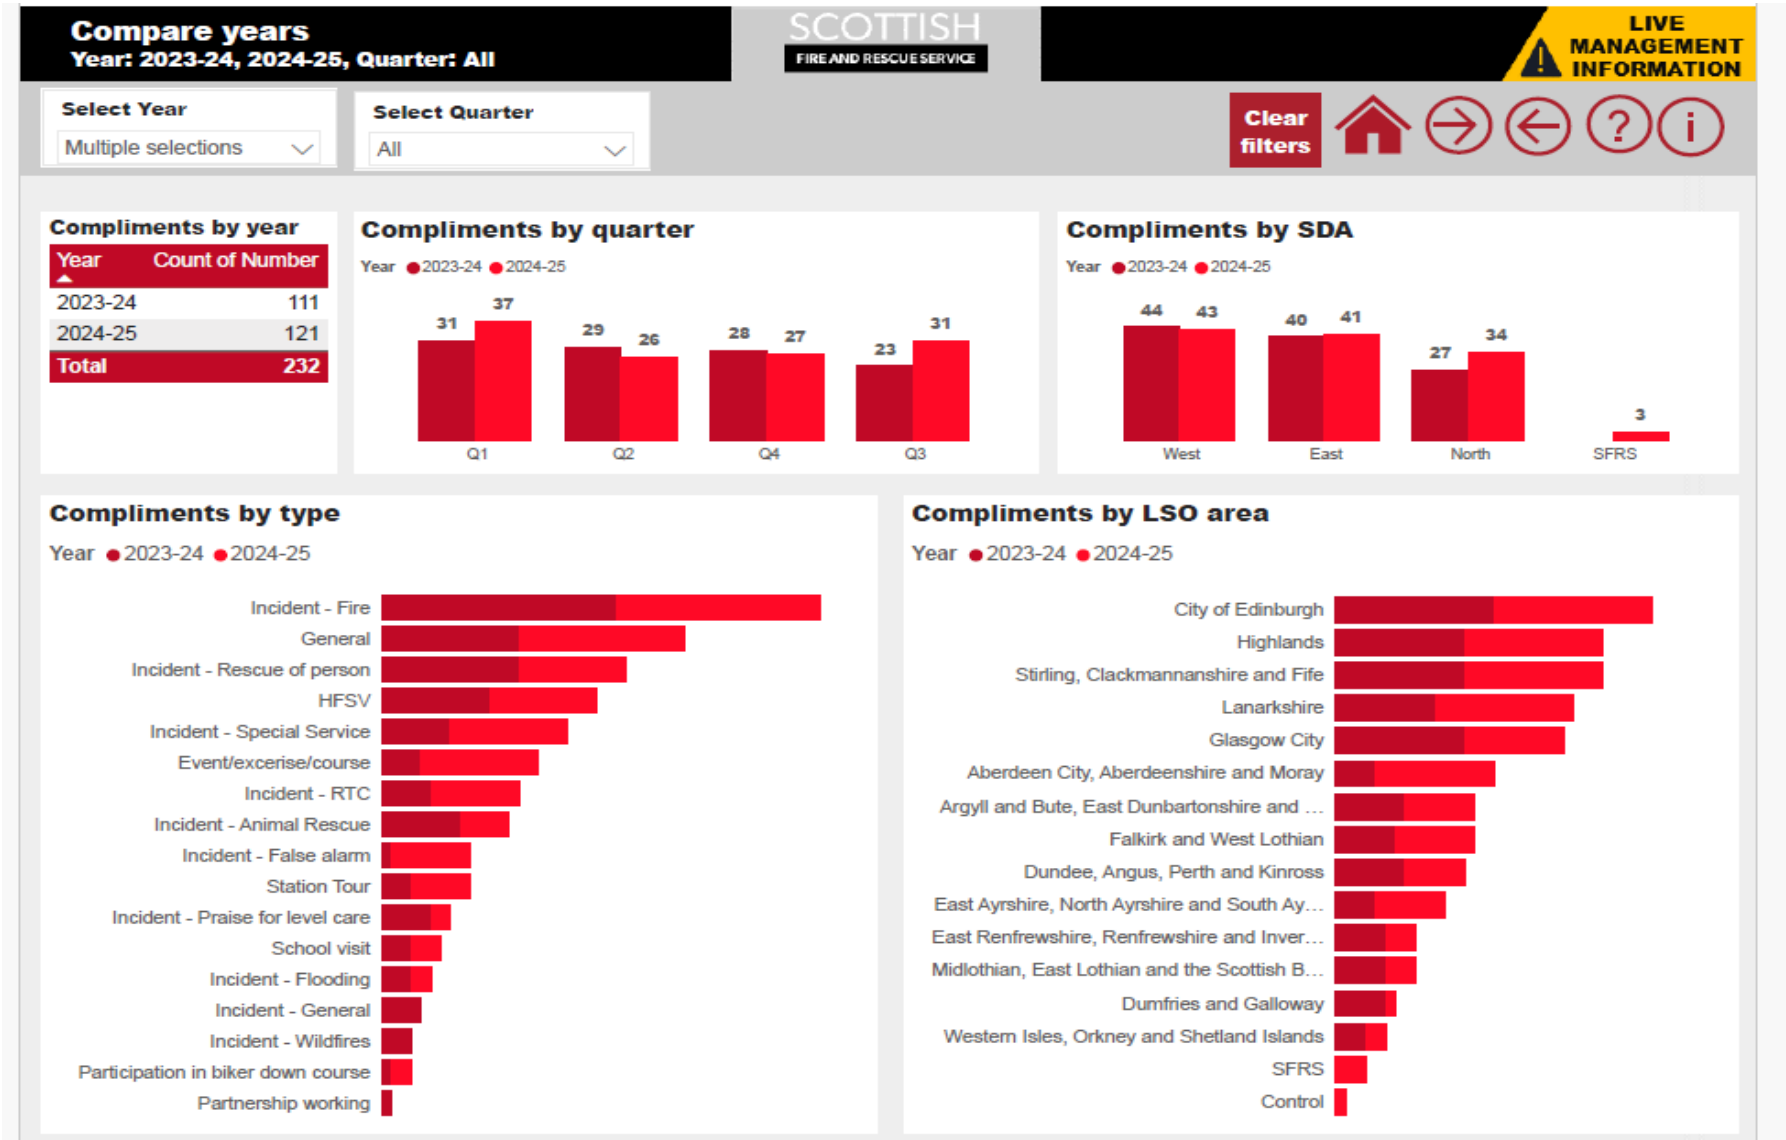 Compare years
Year: 2023-24, 2024-25, Quarter: All
SCOTTISH
FIRE AND RESCUE SERVICE
LIVE
MANAGEMENT
INFORMATION
Select Year
Multiple selections
Select Quarter
All
Clear
filters
?
i
Compliments by year
Year Count of Number
2023-24 111
2024-25 121
Total 232
Compliments by quarter
Year 2023-24 2024-25
31 37 29 26 28 27 23 31
Q1 Q2 Q4 Q3
Compliments by SDA
Year 2023-24 2024-25
44 43 40 41 27 34 3
West East North SFRS
Compliments by type
Year 2023-24 2024-25
Incident - Fire
General
Incident - Rescue of person
HFSV
Incident - Special Service
Event/excerise/course
Incident - RTC
Incident - Animal Rescue
Incident - False alarm
Station Tour
Incident - Praise for level care
School visit
Incident - Flooding
Incident - General
Incident - Wildfires
Participation in biker down course
Partnership working
Compliments by LSO area
Year 2023-24 2024-25
City of Edinburgh
Highlands
Stirling, Clackmannanshire and Fife
Lanarkshire
Glasgow City
Aberdeen City, Aberdeenshire and Moray
Argyll and Bute, East Dunbartonshire and ...
Falkirk and West Lothian
Dundee, Angus, Perth and Kinross
East Ayrshire, North Ayrshire and South Ay...
East Renfrewshire, Renfrewshire and Inver...
Midlothian, East Lothian and the Scottish B...
Dumfries and Galloway
Western Isles, Orkney and Shetland Islands
SFRS
Control